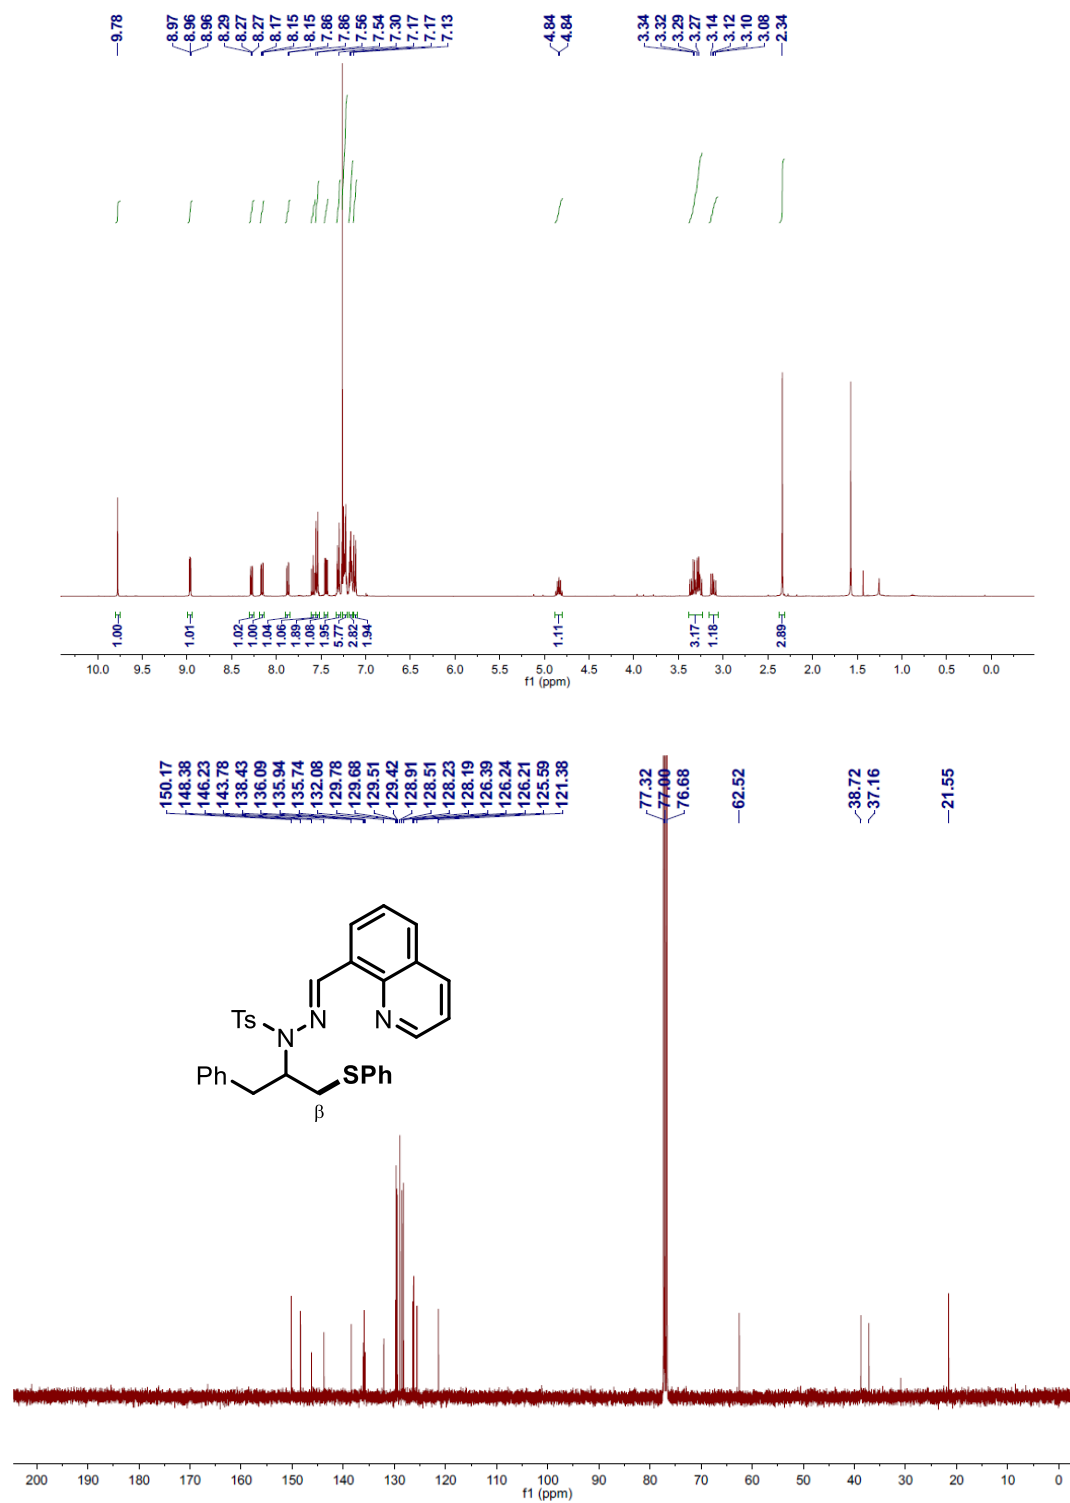 9.78 8.97 8.96 8.96 8.29 8.27 8.27 8.17 8.15 8.15 7.86 7.86 7.56 7.54 7.30 7.17 7.17 7.13 4.84 4.84 3.34 3.32 3.29 3.27 3.14 3.12 3.10 3.08 2.34
1.00 1.01 1.02 1.00 1.04 1.06 1.89 1.08 1.95 5.77 2.82 1.94 1.11 3.17 1.18 2.89
10.0 9.5 9.0 8.5 8.0 7.5 7.0 6.5 6.0 5.5 5.0 4.5 4.0 3.5 3.0 2.5 2.0 1.5 1.0 0.5 0.0
f1 (ppm)
150.17 148.38 146.23 143.78 138.43 136.09 135.94 135.74 132.08 129.78 129.68 129.51 129.42 128.91 128.51 128.23 128.19 126.39 126.24 126.21 125.59 121.38 77.32 77.00 76.68 62.52 38.72 37.16 21.55
Ts N N
N
Ph SPh
β
200 190 180 170 160 150 140 130 120 110 100 90 80 70 60 50 40 30 20 10 0
f1 (ppm)